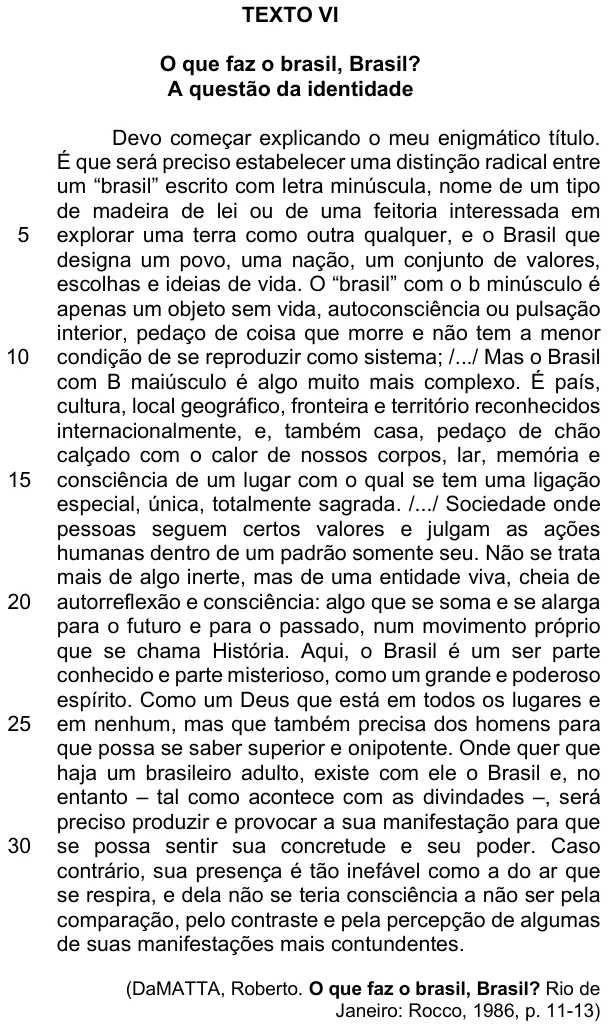 TEXTO VI
O que faz o brasil, Brasil?
A questão da identidade
Devo começar explicando o meu enigmático título.
É que será preciso estabelecer uma distinção radical entre
um “brasil” escrito com letra minúscula, nome de um tipo
de madeira de lei ou de uma feitoria interessada em
5 explorar uma terra como outra qualquer, e o Brasil que
designa um povo, uma nação, um conjunto de valores,
escolhas e ideias de vida. O “brasil” com o b minúsculo é
apenas um objeto sem vida, autoconsciência ou pulsação
interior, pedaço de coisa que morre e não tem a menor
10 condição de se reproduzir como sistema; /.../ Mas o Brasil
com B maiúsculo é algo muito mais complexo. É país,
cultura, local geográfico, fronteira e território reconhecidos
internacionalmente, e, também casa, pedaço de chão
calçado com o calor de nossos corpos, lar, memória e
15 consciência de um lugar com o qual se tem uma ligação
especial, única, totalmente sagrada. /.../ Sociedade onde
pessoas seguem certos valores e julgam as ações
humanas dentro de um padrão somente seu. Não se trata
mais de algo inerte, mas de uma entidade viva, cheia de
20 autorreflexão e consciência: algo que se soma e se alarga
para o futuro e para o passado, num movimento próprio
que se chama História. Aqui, o Brasil é um ser parte
conhecido e parte misterioso, como um grande e poderoso
espírito. Como um Deus que está em todos os lugares e
25 em nenhum, mas que também precisa dos homens para
que possa se saber superior e onipotente. Onde quer que
haja um brasileiro adulto, existe com ele o Brasil e, no
entanto – tal como acontece com as divindades –, será
preciso produzir e provocar a sua manifestação para que
30 se possa sentir sua concretude e seu poder. Caso
contrário, sua presença é tão inefável como a do ar que
se respira, e dela não se teria consciência a não ser pela
comparação, pelo contraste e pela percepção de algumas
de suas manifestações mais contundentes.
(DaMATTA, Roberto. O que faz o brasil, Brasil? Rio de
Janeiro: Rocco, 1986, p. 11-13)